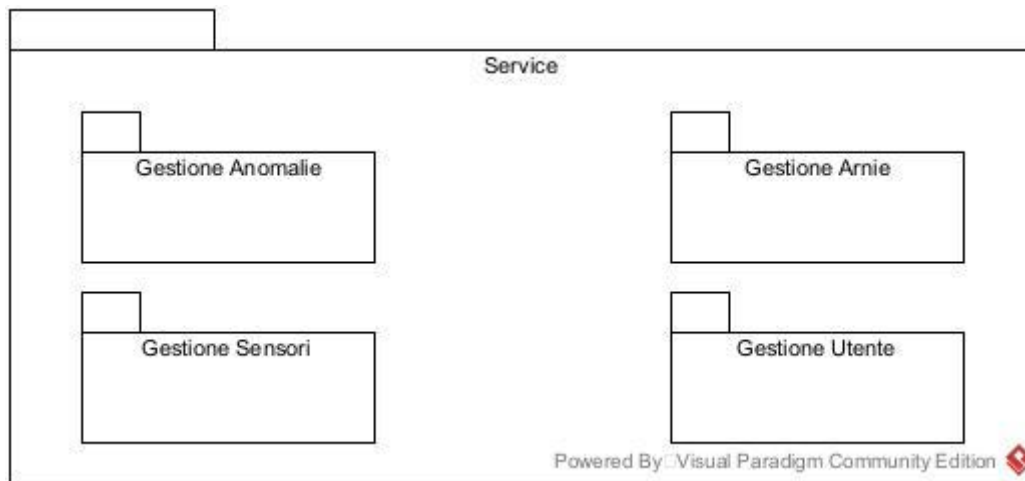 Service
Gestione Anomalie
Gestione Arnie
Gestione Sensori
Gestione Utente
Powered By Visual Paradigm Community Edition